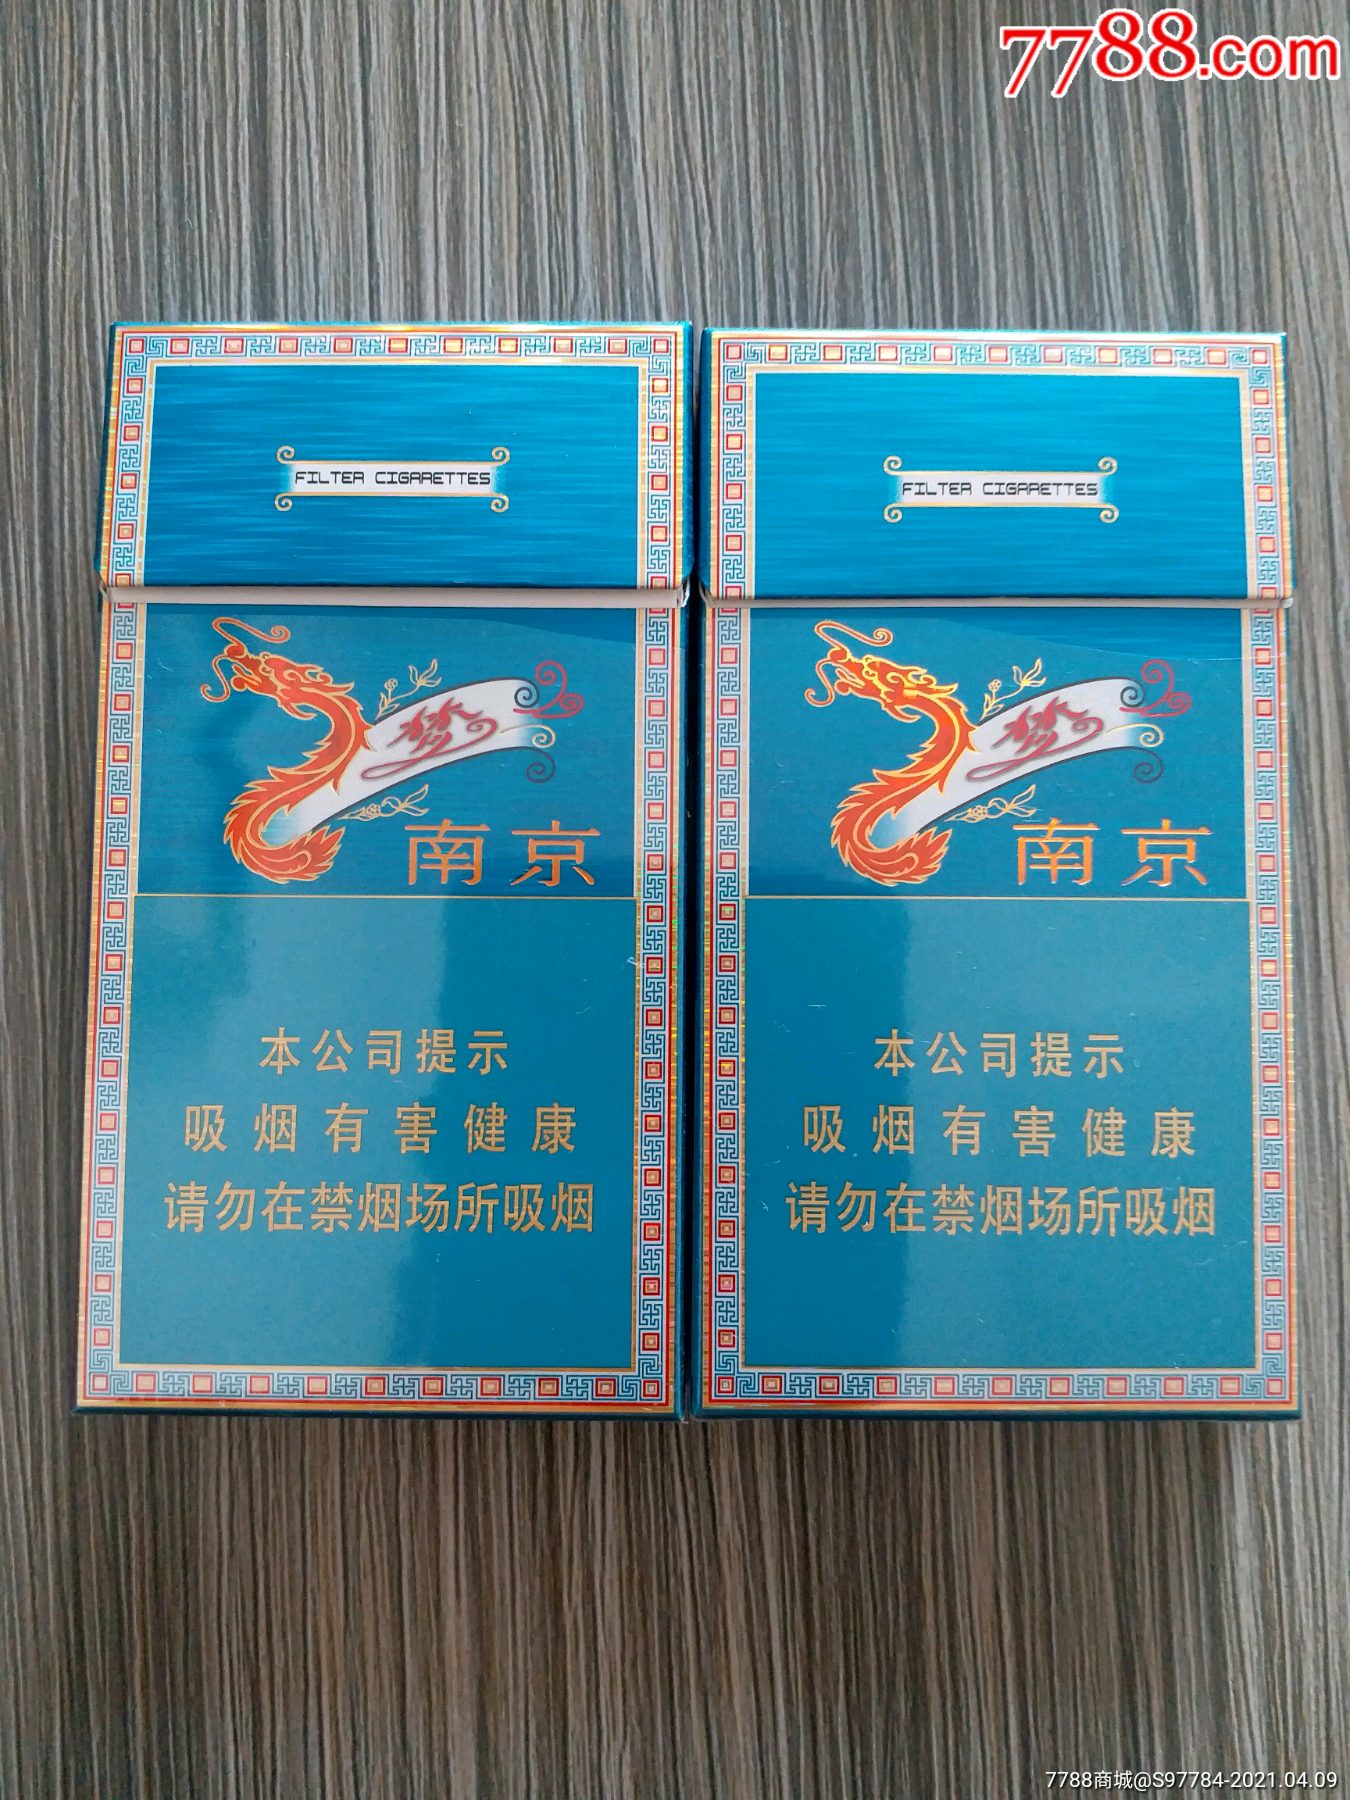 7788.com
FILTER CIGARETTES
FILTER CIGARETTES
梦
南京
梦
南京
本公司提示
吸烟有害健康
请勿在禁烟场所吸烟
本公司提示
吸烟有害健康
请勿在禁烟场所吸烟
7788商城@S97784-2021.04.09